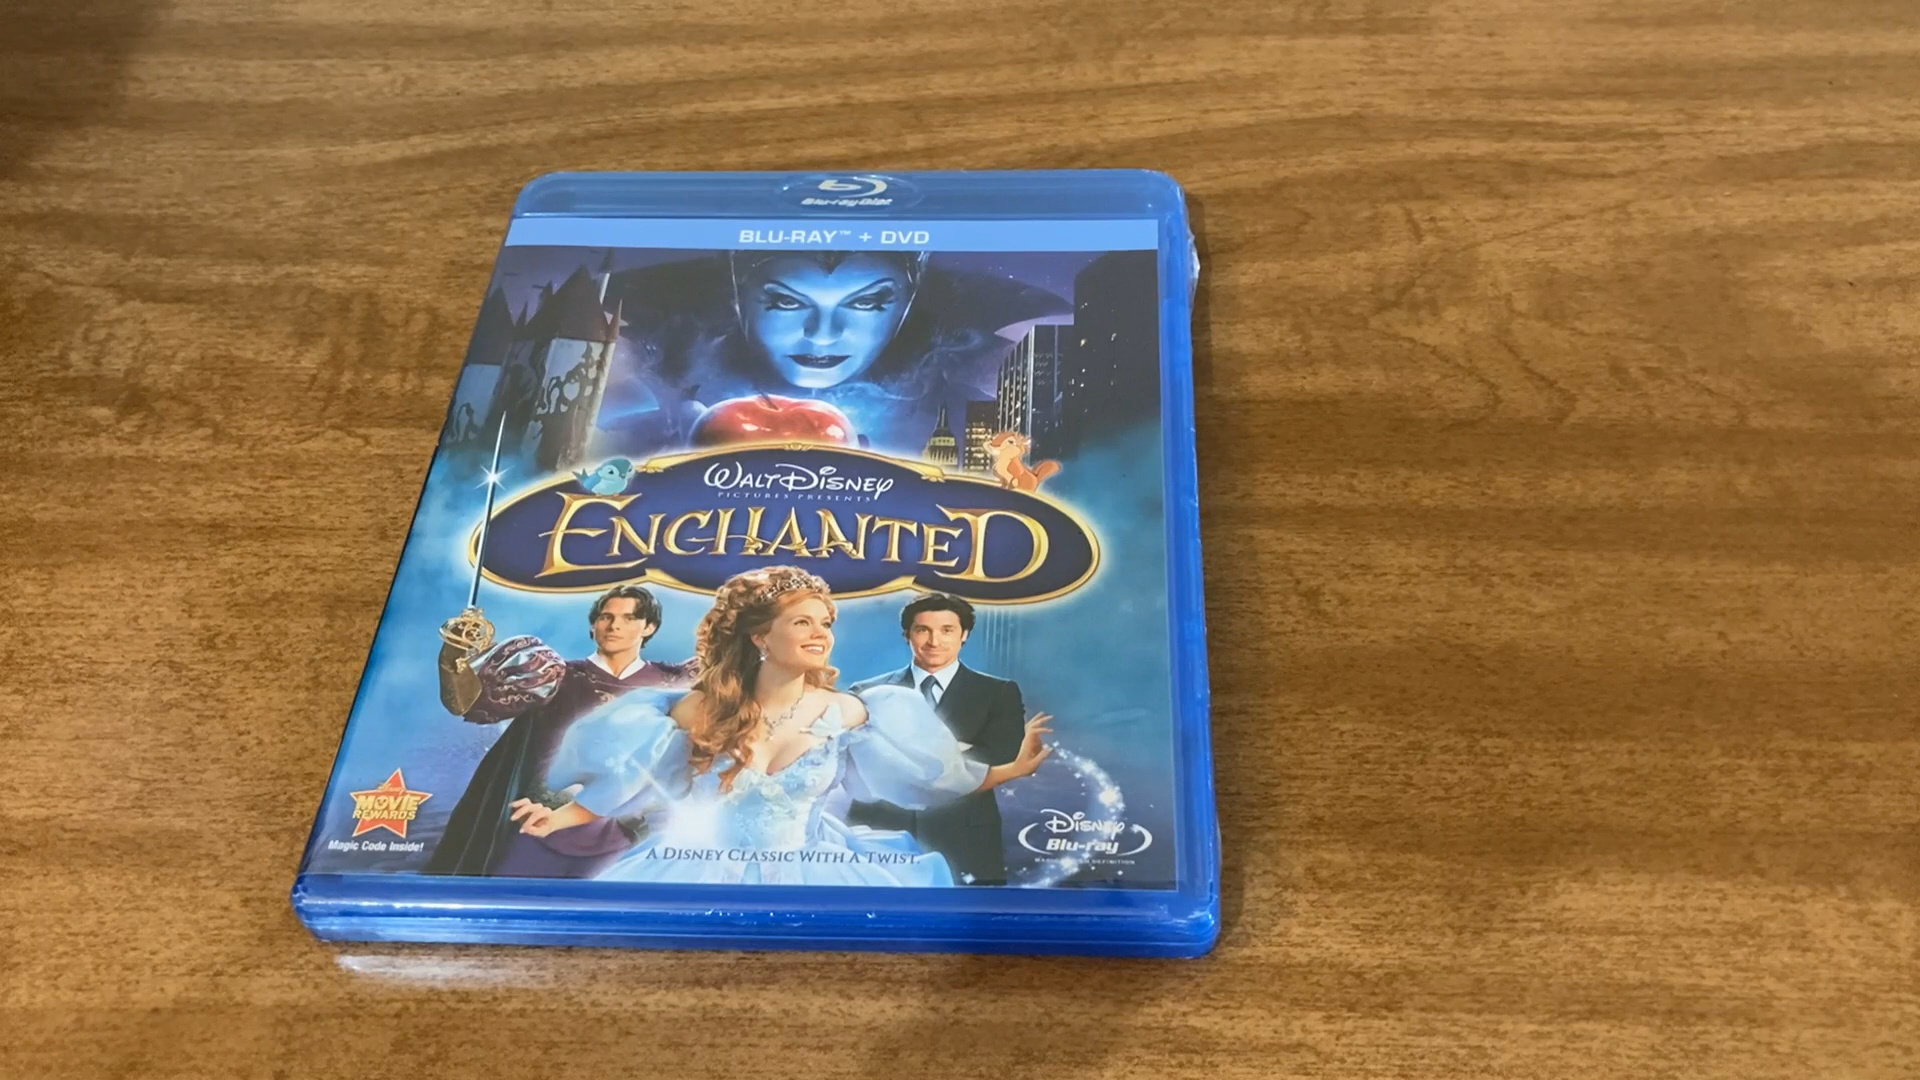 Blu-ray Disc
BLU-RAY™ + DVD
WALT DISNEY
PICTURES PRESENTS
ENCHANTED
Disney
MOVIE
REWARDS
Magic Code Inside!
A DISNEY CLASSIC WITH A TWIST.
Disney
Blu-ray